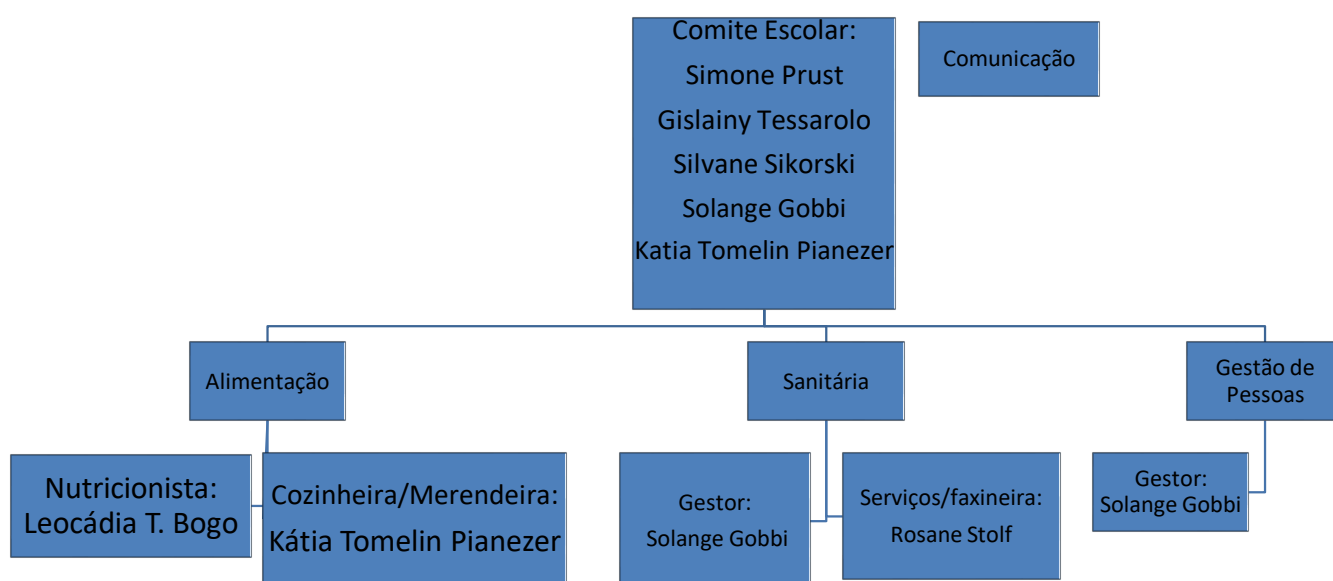 Comite Escolar:
Simone Prust
Gislainy Tessarolo
Silvane Sikorski
Solange Gobbi
Katia Tomelin Pianezer
Comunicação
Alimentação
Sanitária
Gestão de
Pessoas
Nutricionista:
Leocádia T. Bogo
Cozinheira/Merendeira:
Kátia Tomelin Pianezer
Gestor:
Solange Gobbi
Serviços/faxineira:
Rosane Stolf
Gestor:
Solange Gobbi